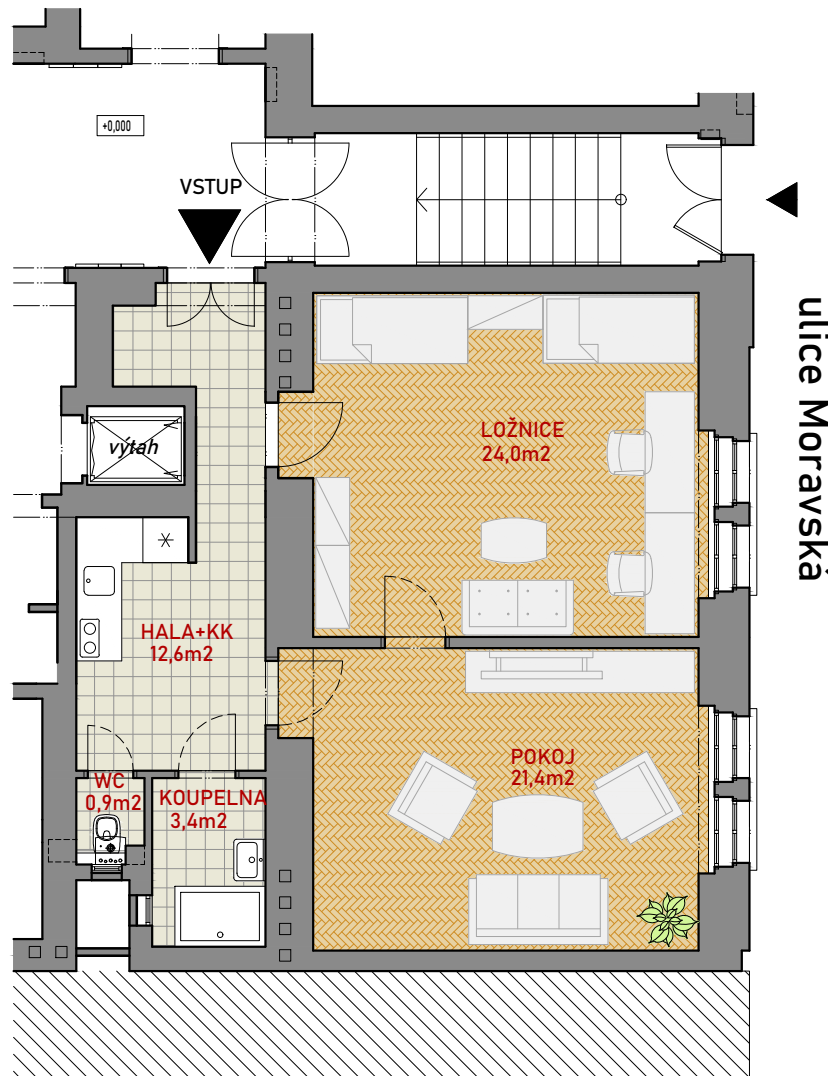 +0,000
VSTUP
ulice Moravská
LOŽNICE
24,0m2
výtah
HALA+KK
12,6m2
POKOJ
21,4m2
WC
0,9m2
KOUPELNA
3,4m2